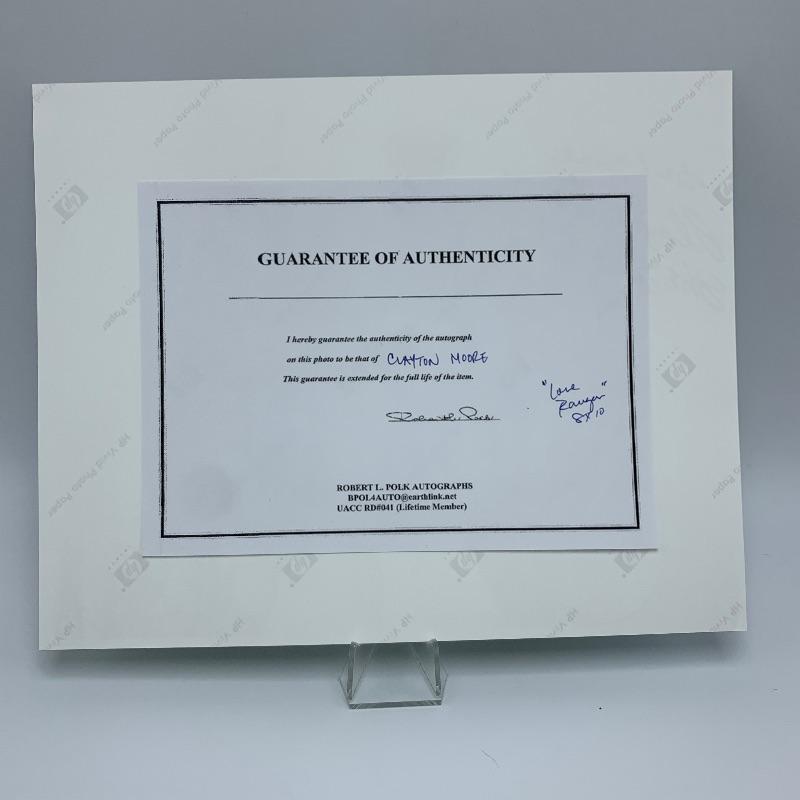 HP Vivid Photo Paper
GUARANTEE OF AUTHENTICITY
I hereby guarantee the authenticity of the autograph
on this photo to be that of CLAYTON MOORE
This guarantee is extended for the full life of the item.
"Lone
Ranger"
8x10
ROBERT L. POLK AUTOGRAPHS
BPOL4AUTO@earthlink.net
UACC RD#041 (Lifetime Member)